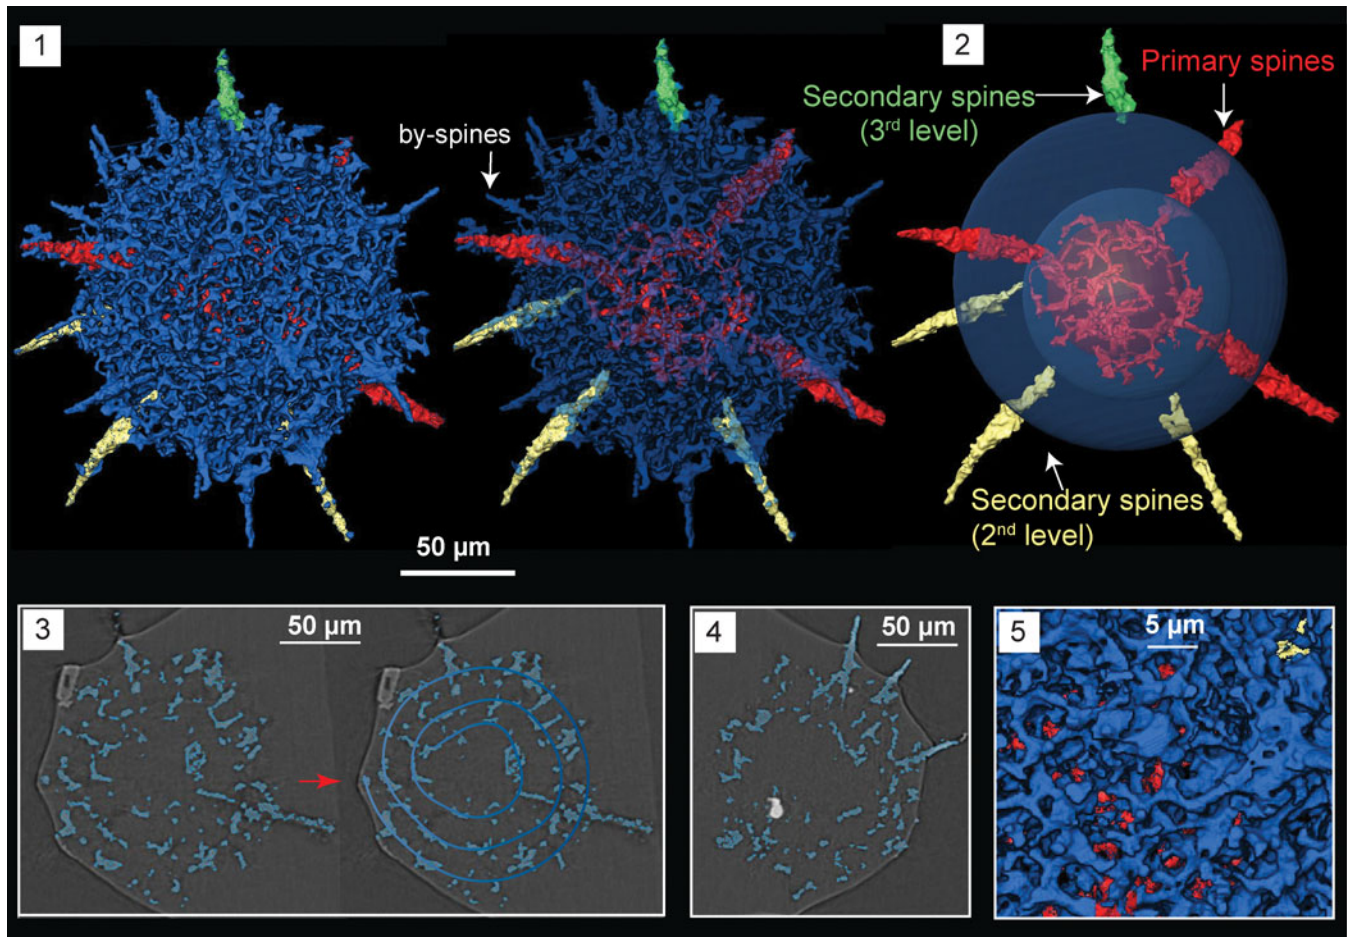 1
2
Primary spines
Secondary spines
(3rd level)
by-spines
Secondary spines
(2nd level)
50 µm
3
50 µm
4
50 µm
5
5 µm